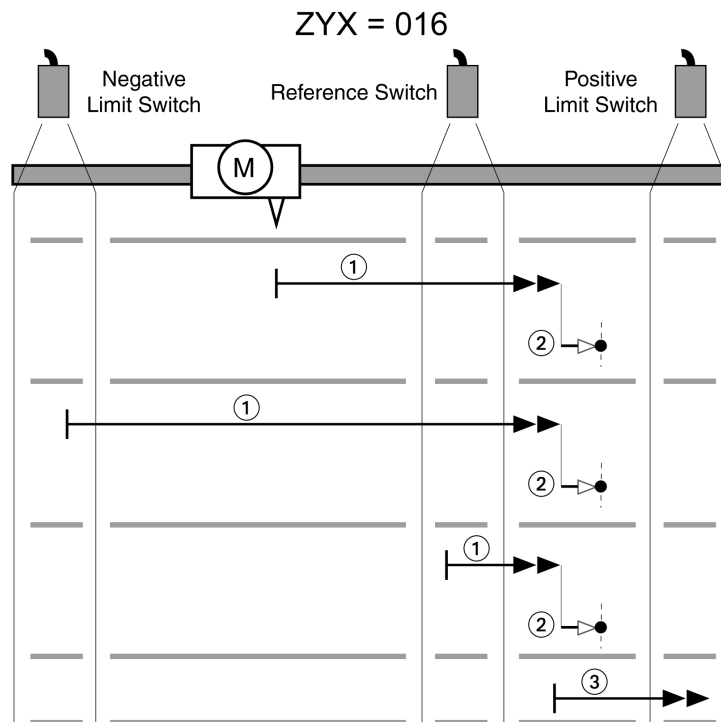 ZYX = 016
Negative
Limit Switch
Reference Switch
Positive
Limit Switch
M
1
2
1
2
1
2
3